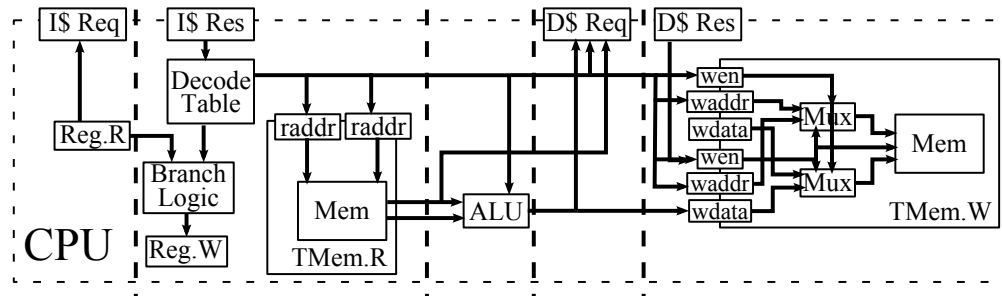 I$ Req
I$ Res
D$ Req
D$ Res
Decode
Table
wen
waddr
wdata
wen
waddr
wdata
Mux
Mux
Mem
TMem.W
Reg.R
raddr
raddr
Branch
Logic
Mem
ALU
TMem.R
Reg.W
CPU